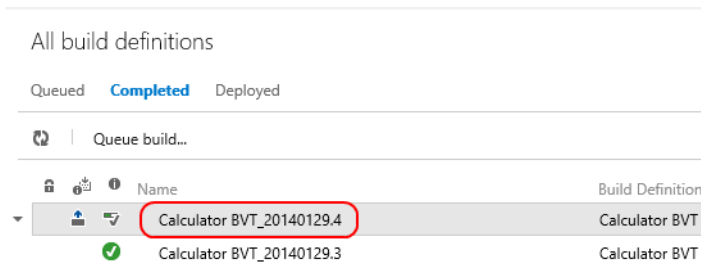 All build definitions
Queued Completed Deployed
Queue build...
Name Build Definition
Calculator BVT_20140129.4 Calculator BVT
Calculator BVT_20140129.3 Calculator BVT